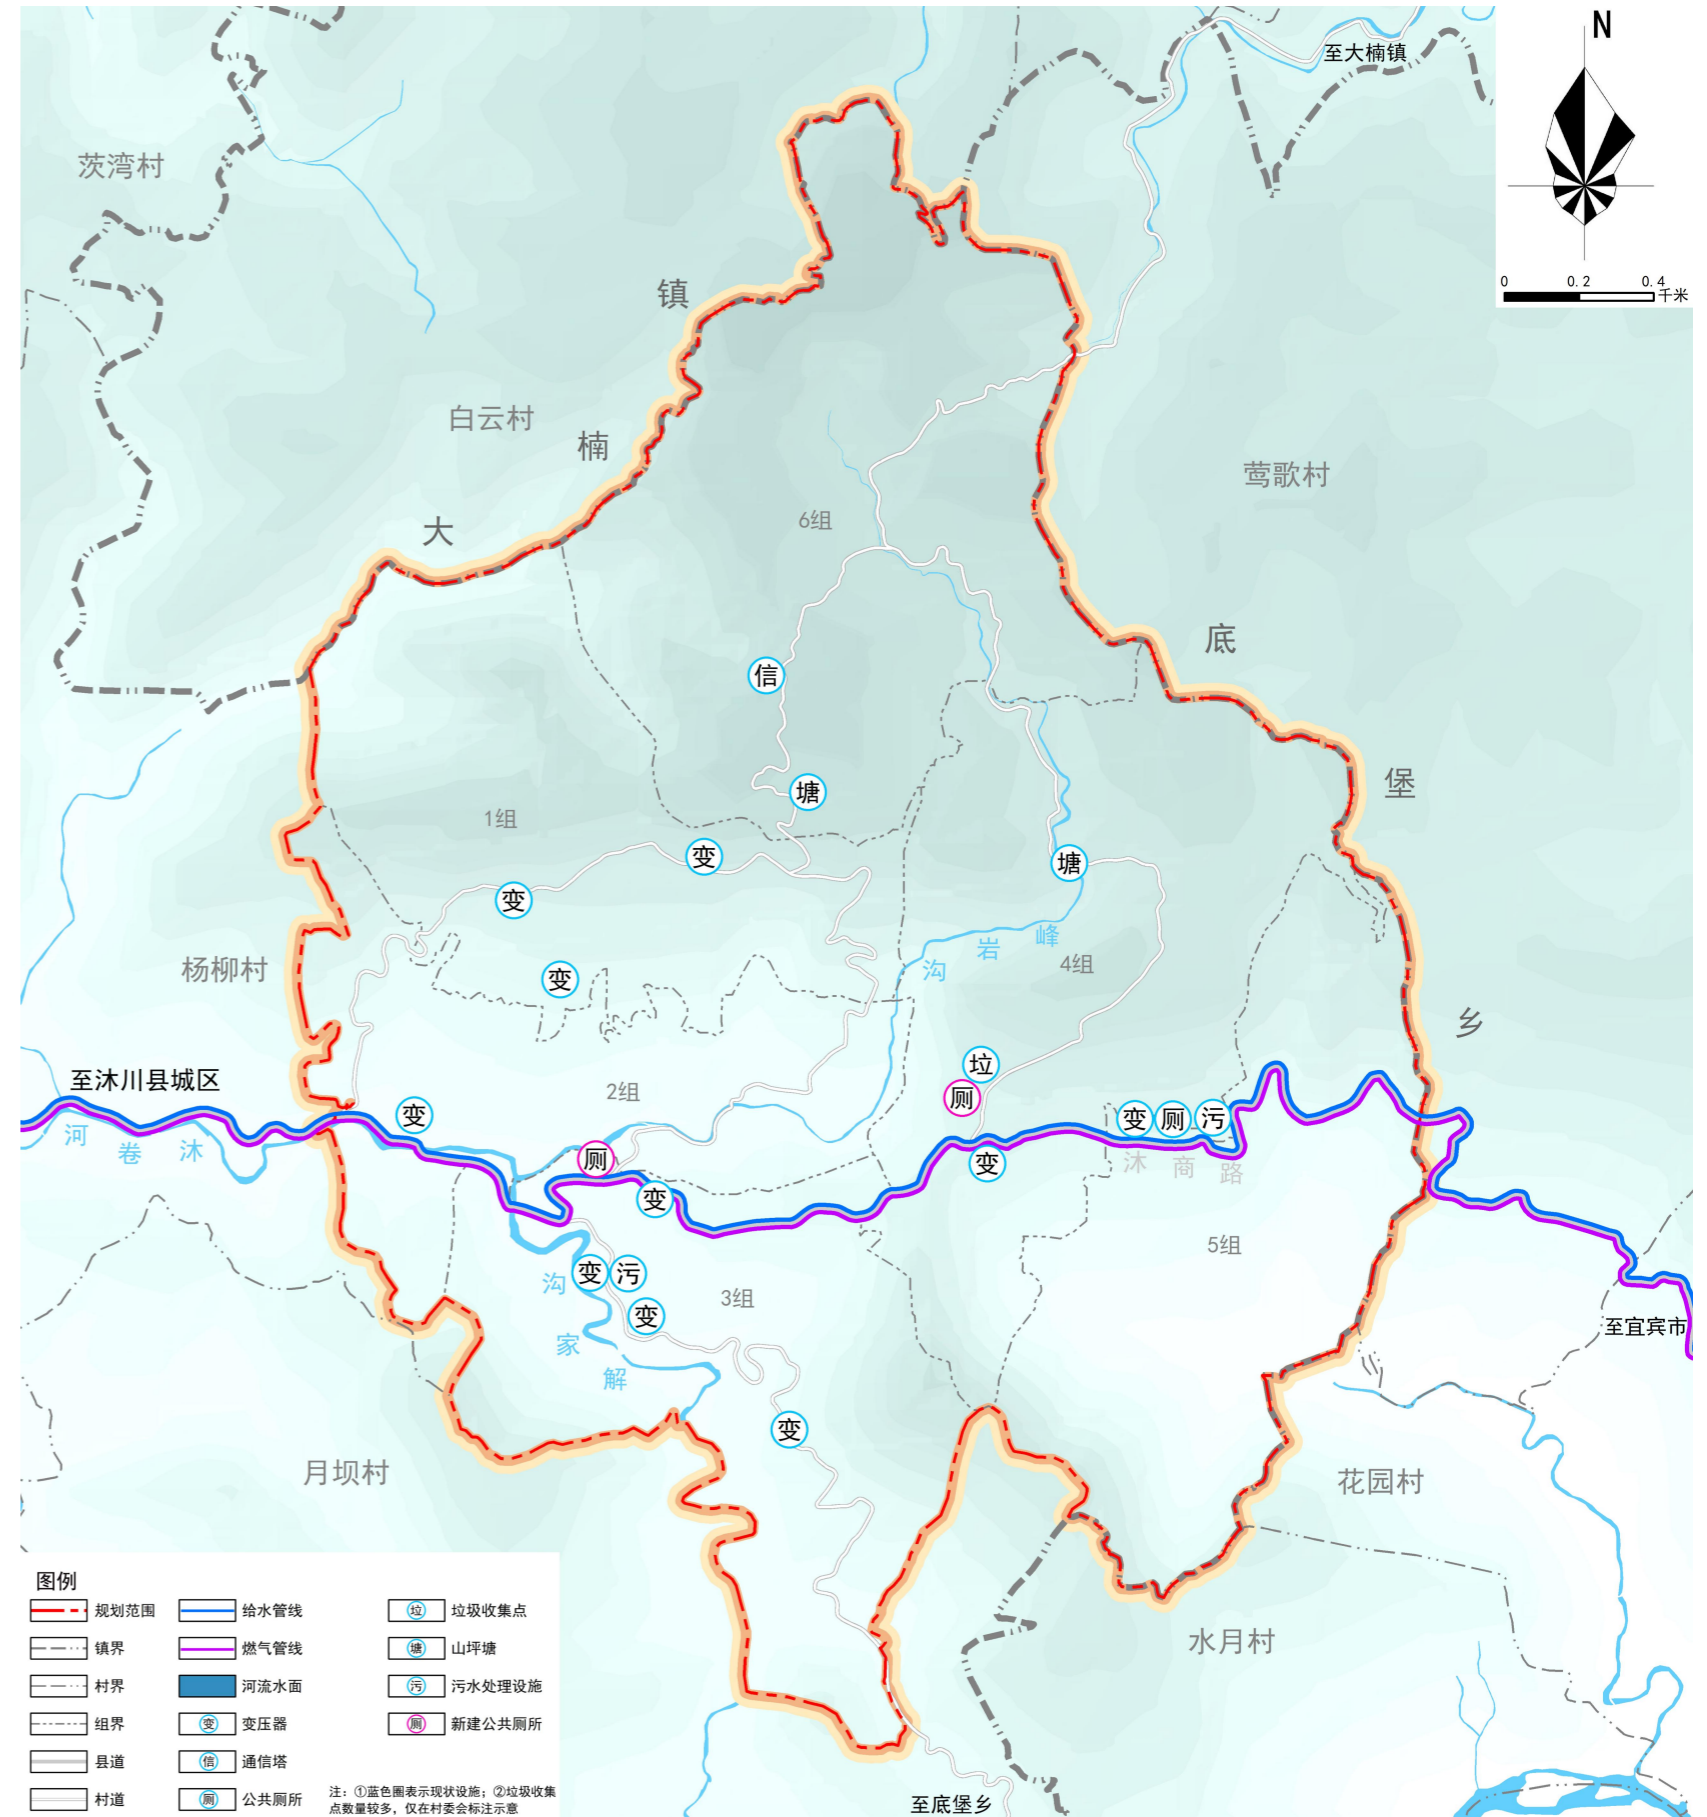 N
至大楠镇
0 0.2 0.4
千米
茨湾村
镇
白云村
楠
大
莺歌村
6组
底
信
堡
塘
1组
变
塘
变
峰
岩
沟
4组
杨柳村
变
乡
垃
至沐川县城区
2组
厕
变
变
厕
污
河
卷
沐
厕
变
沐
商
路
变
5组
变
污
沟
3组
变
家
至宜宾市
解
变
月坝村
花园村
水月村
至底堡乡
图例
规划范围
给水管线
垃 垃圾收集点
镇界
燃气管线
塘 山坪塘
村界
河流水面
污 污水处理设施
组界
变 变压器
厕 新建公共厕所
县道
信 通信塔
村道
厕 公共厕所
注：①蓝色圈表示现状设施；②垃圾收集
点数量较多，仅在村委会标注示意